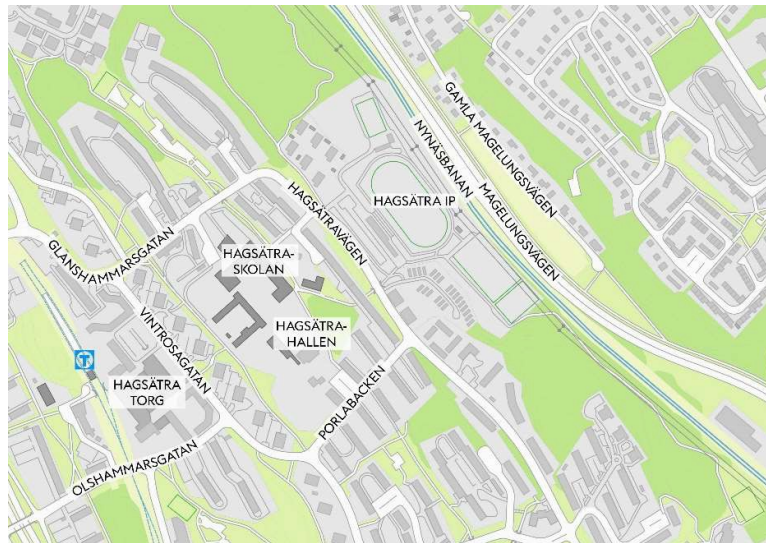 GAMLA MAGELUNGSVÄGEN
NYNÄSBANAN
MAGELUNGSVÄGEN
HAGSÄTRAVÄGEN
HAGSÄTRA IP
GLANSHAMMARSGATAN
HAGSÄTRA-
SKOLAN
HAGSÄTRA-
HALLEN
VINTROSAGATAN
T
HAGSÄTRA
TORG
PORLABACKEN
OLSHAMMARSGATAN